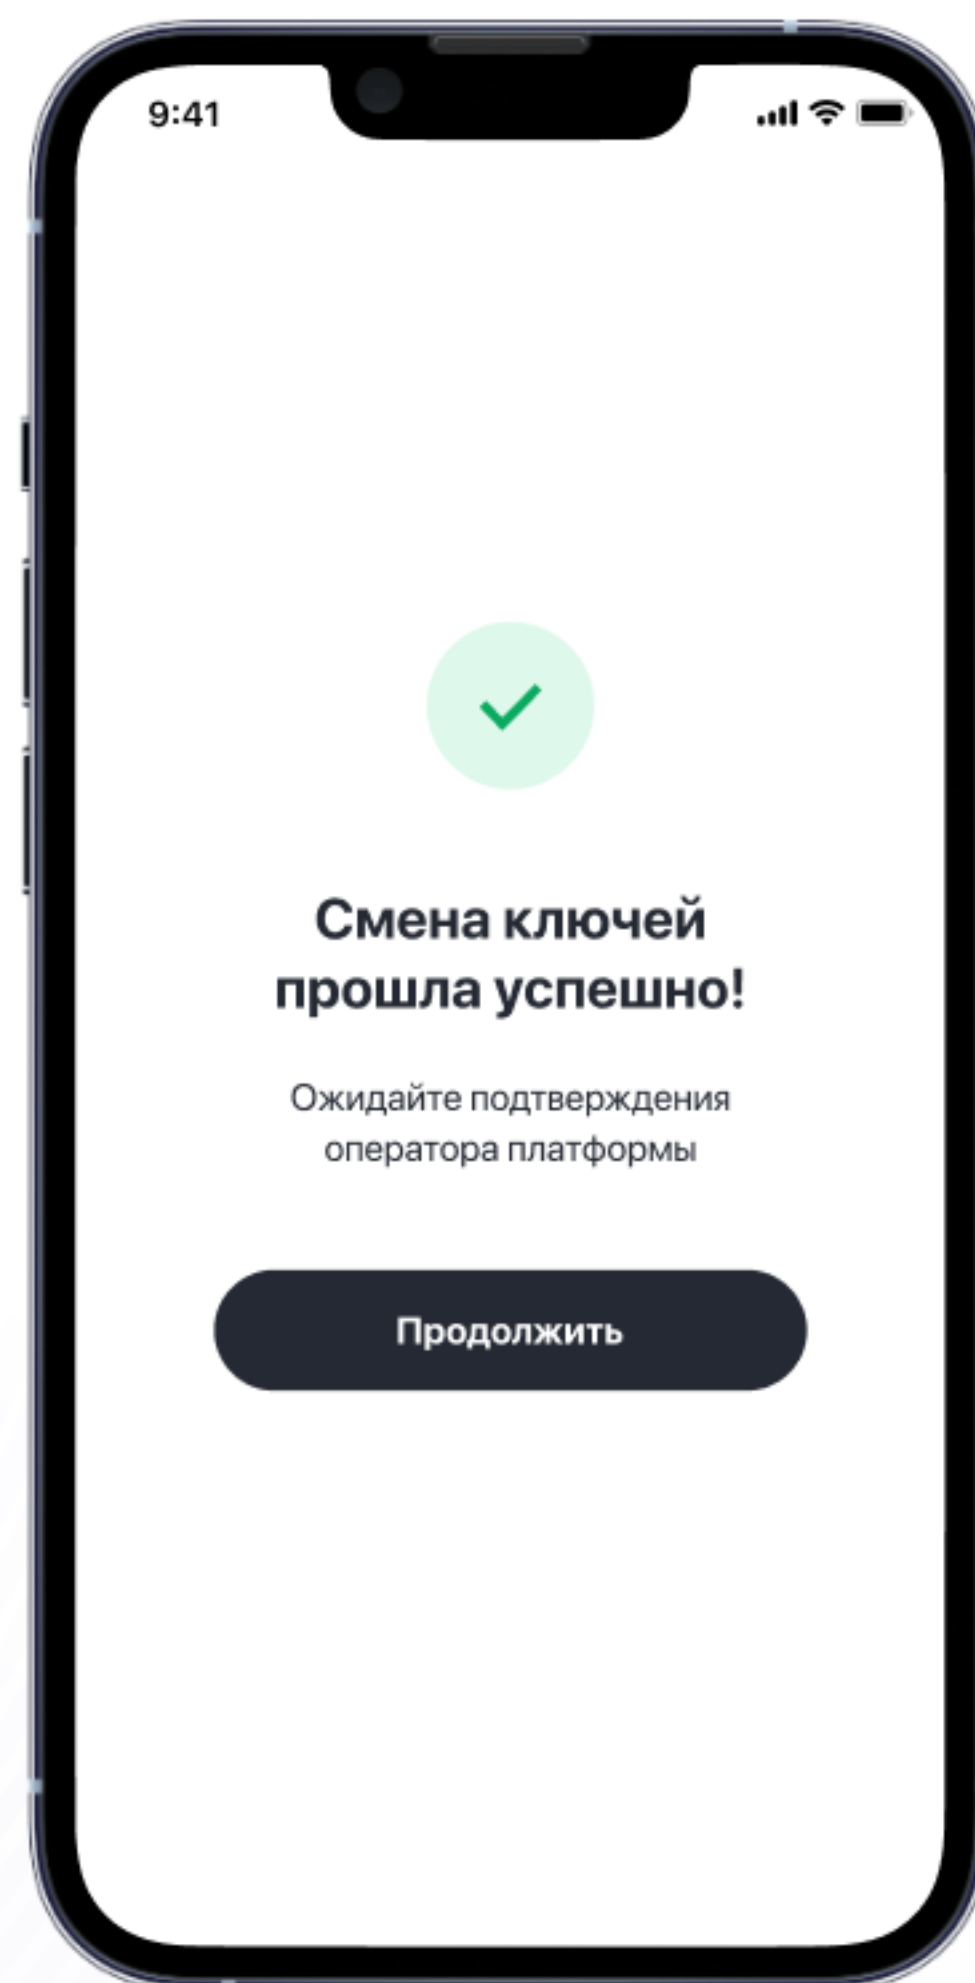 9:41
Смена ключей
прошла успешно!
Ожидайте подтверждения
оператора платформы
Продолжить